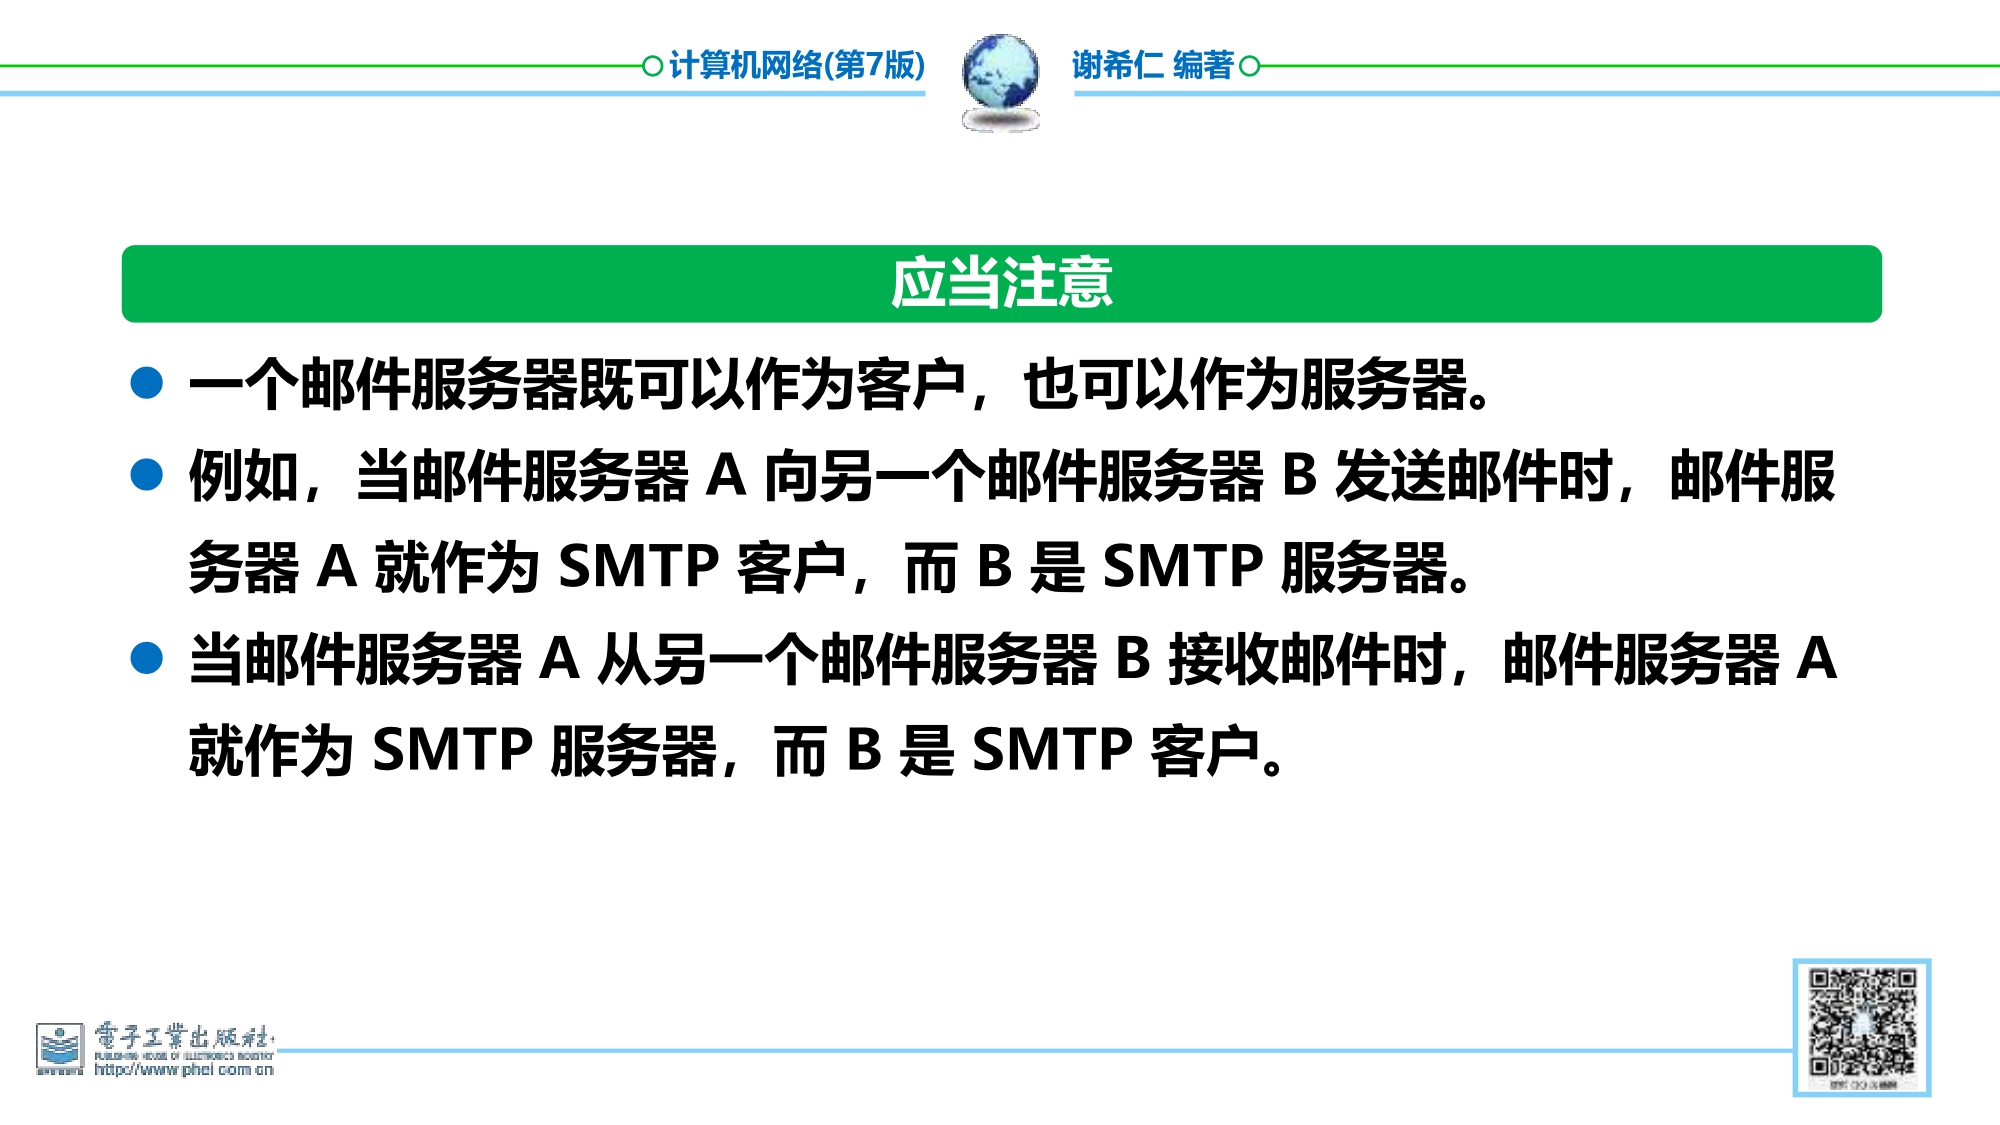 计算机网络(第7版)
谢希仁 编著
应当注意
一个邮件服务器既可以作为客户，也可以作为服务器。
例如，当邮件服务器 A 向另一个邮件服务器 B 发送邮件时，邮件服
务器 A 就作为 SMTP 客户，而 B 是 SMTP 服务器。
当邮件服务器 A 从另一个邮件服务器 B 接收邮件时，邮件服务器 A
就作为 SMTP 服务器，而 B 是 SMTP 客户。
電子工業出版社
PUBLISHING HOUSE OF ELECTRONICS INDUSTRY
http://www.phei.com.cn